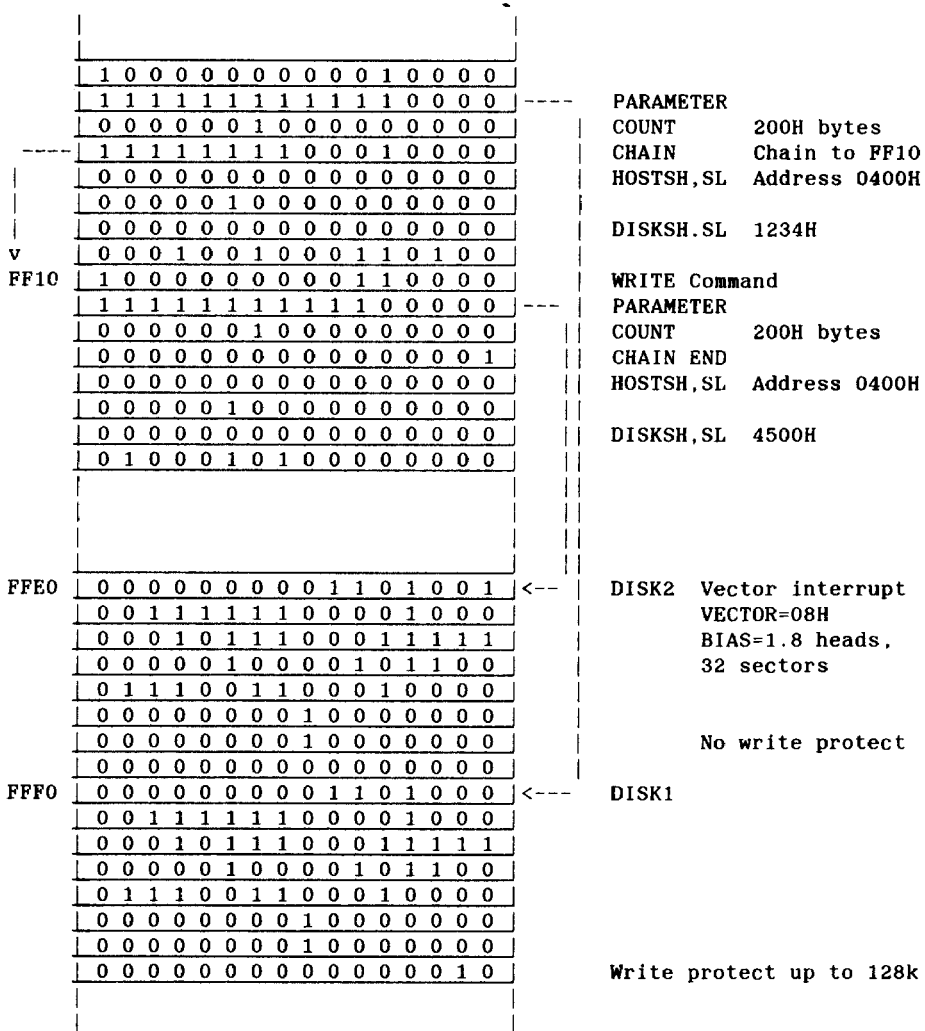 1 0 0 0 0 0 0 0 0 0 0 1 0 0 0 0
1 1 1 1 1 1 1 1 1 1 1 1 0 0 0 0 PARAMETER
0 0 0 0 0 0 1 0 0 0 0 0 0 0 0 0 COUNT 200H bytes
1 1 1 1 1 1 1 1 0 0 0 1 0 0 0 0 CHAIN Chain to FF10
0 0 0 0 0 0 0 0 0 0 0 0 0 0 0 0 HOSTSH,SL Address 0400H
0 0 0 0 0 1 0 0 0 0 0 0 0 0 0 0
0 0 0 0 0 0 0 0 0 0 0 0 0 0 0 0 DISKSH.SL 1234H
v 0 0 0 1 0 0 1 0 0 0 1 1 0 1 0 0
FF10 1 0 0 0 0 0 0 0 0 0 1 1 0 0 0 0 WRITE Command
1 1 1 1 1 1 1 1 1 1 1 0 0 0 0 0 PARAMETER
0 0 0 0 0 0 1 0 0 0 0 0 0 0 0 0 COUNT 200H bytes
0 0 0 0 0 0 0 0 0 0 0 0 0 0 0 1 CHAIN END
0 0 0 0 0 0 0 0 0 0 0 0 0 0 0 0 HOSTSH,SL Address 0400H
0 0 0 0 0 1 0 0 0 0 0 0 0 0 0 0
0 0 0 0 0 0 0 0 0 0 0 0 0 0 0 0 DISKSH,SL 4500H
0 1 0 0 0 1 0 1 0 0 0 0 0 0 0 0
FFE0 0 0 0 0 0 0 0 0 0 1 1 0 1 0 0 1 <-- DISK2 Vector interrupt
0 0 1 1 1 1 1 1 0 0 0 0 1 0 0 0 VECTOR=08H
0 0 0 1 0 1 1 1 0 0 0 1 1 1 1 1 BIAS=1.8 heads,
0 0 0 0 0 1 0 0 0 0 1 0 1 1 0 0 32 sectors
0 1 1 1 0 0 1 1 0 0 0 1 0 0 0 0
0 0 0 0 0 0 0 0 1 0 0 0 0 0 0 0
0 0 0 0 0 0 0 0 1 0 0 0 0 0 0 0 No write protect
0 0 0 0 0 0 0 0 0 0 0 0 0 0 0 0
FFF0 0 0 0 0 0 0 0 0 0 1 1 0 1 0 0 0 <--- DISK1
0 0 1 1 1 1 1 1 0 0 0 0 1 0 0 0
0 0 0 1 0 1 1 1 0 0 0 1 1 1 1 1
0 0 0 0 0 1 0 0 0 0 1 0 1 1 0 0
0 1 1 1 0 0 1 1 0 0 0 1 0 0 0 0
0 0 0 0 0 0 0 0 1 0 0 0 0 0 0 0
0 0 0 0 0 0 0 0 1 0 0 0 0 0 0 0
0 0 0 0 0 0 0 0 0 0 0 0 0 0 1 0 Write protect up to 128k